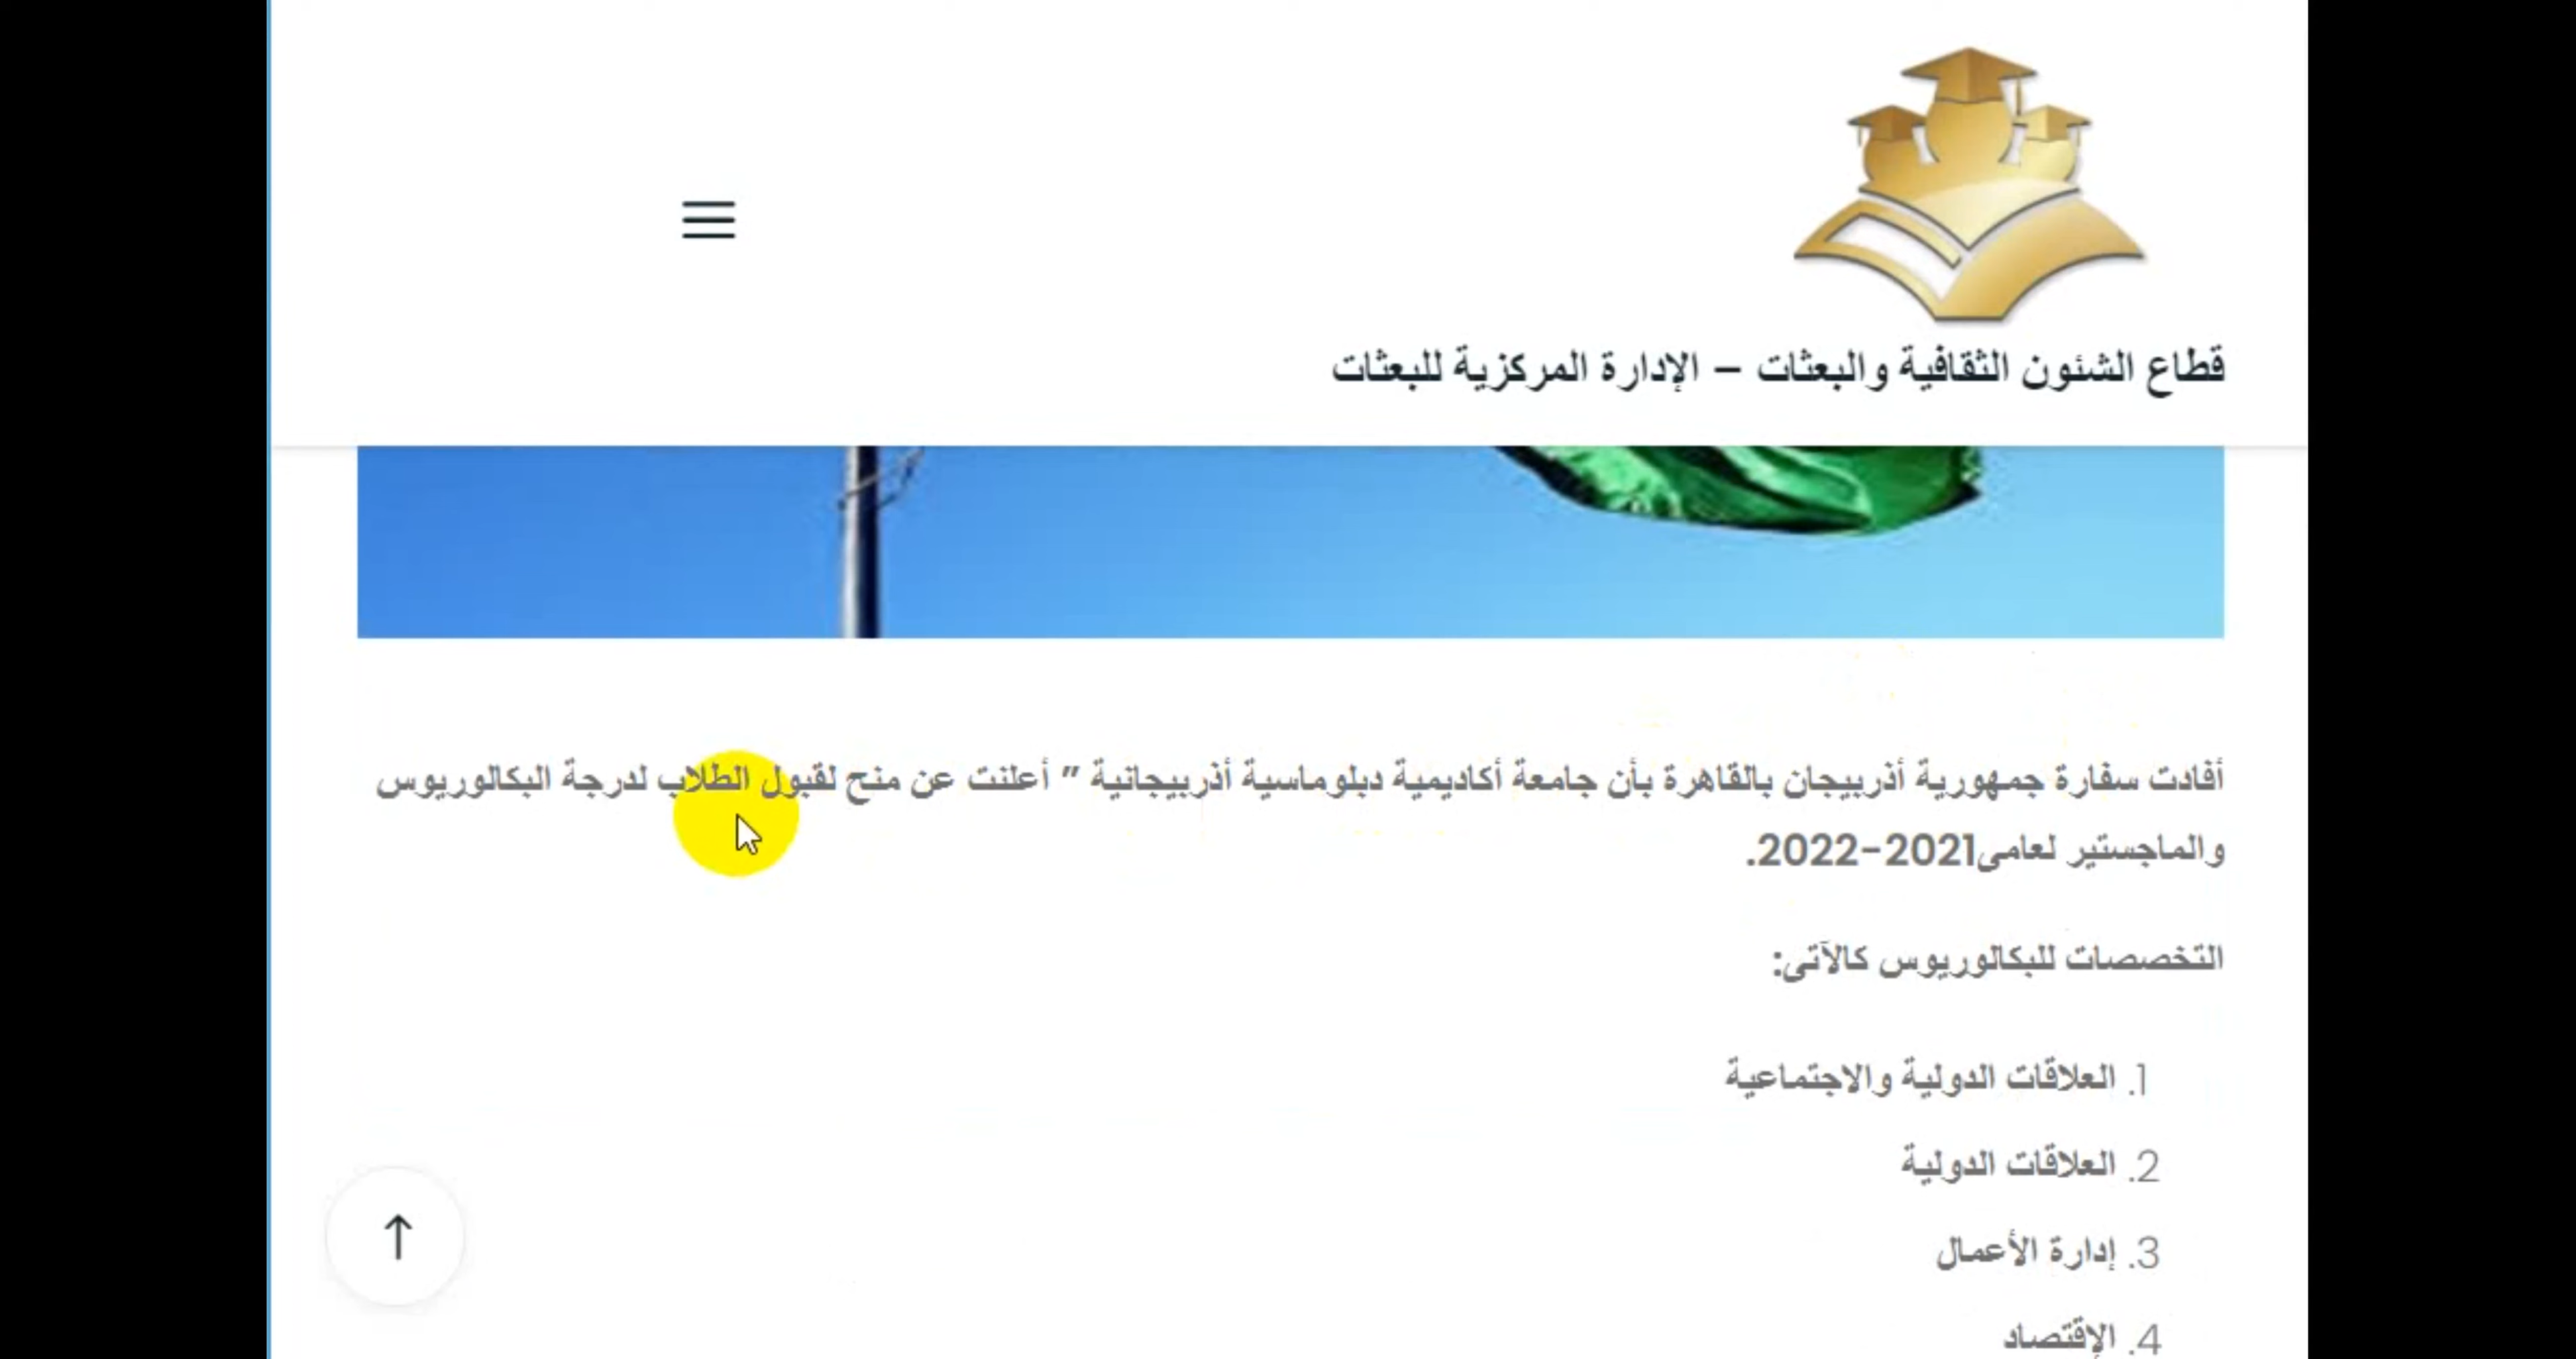 قطاع الشئون الثقافية والبعثات – الإدارة المركزية للبعثات
أفادت سفارة جمهورية أذربيجان بالقاهرة بأن جامعة أكاديمية دبلوماسية أذربيجانية ” أعلنت عن منح لقبول الطلاب لدرجة البكالوريوس
والماجستير لعامى2021-2022.
التخصصات للبكالوريوس كالآتى:
1. العلاقات الدولية والاجتماعية
2. العلاقات الدولية
3. إدارة الأعمال
4. الإقتصاد